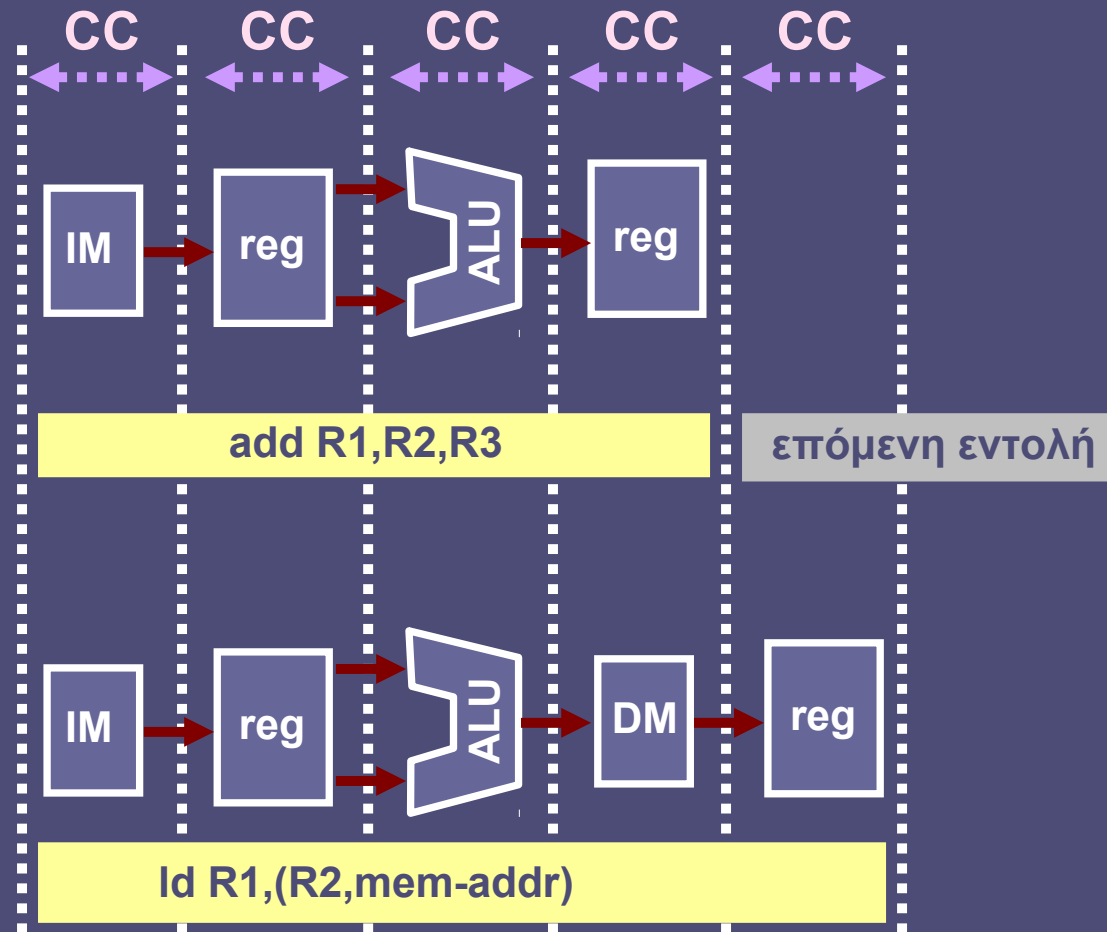 CC CC CC CC CC
IM reg ALU reg
add R1,R2,R3 επόμενη εντολή
IM reg ALU DM reg
ld R1,(R2,mem-addr)